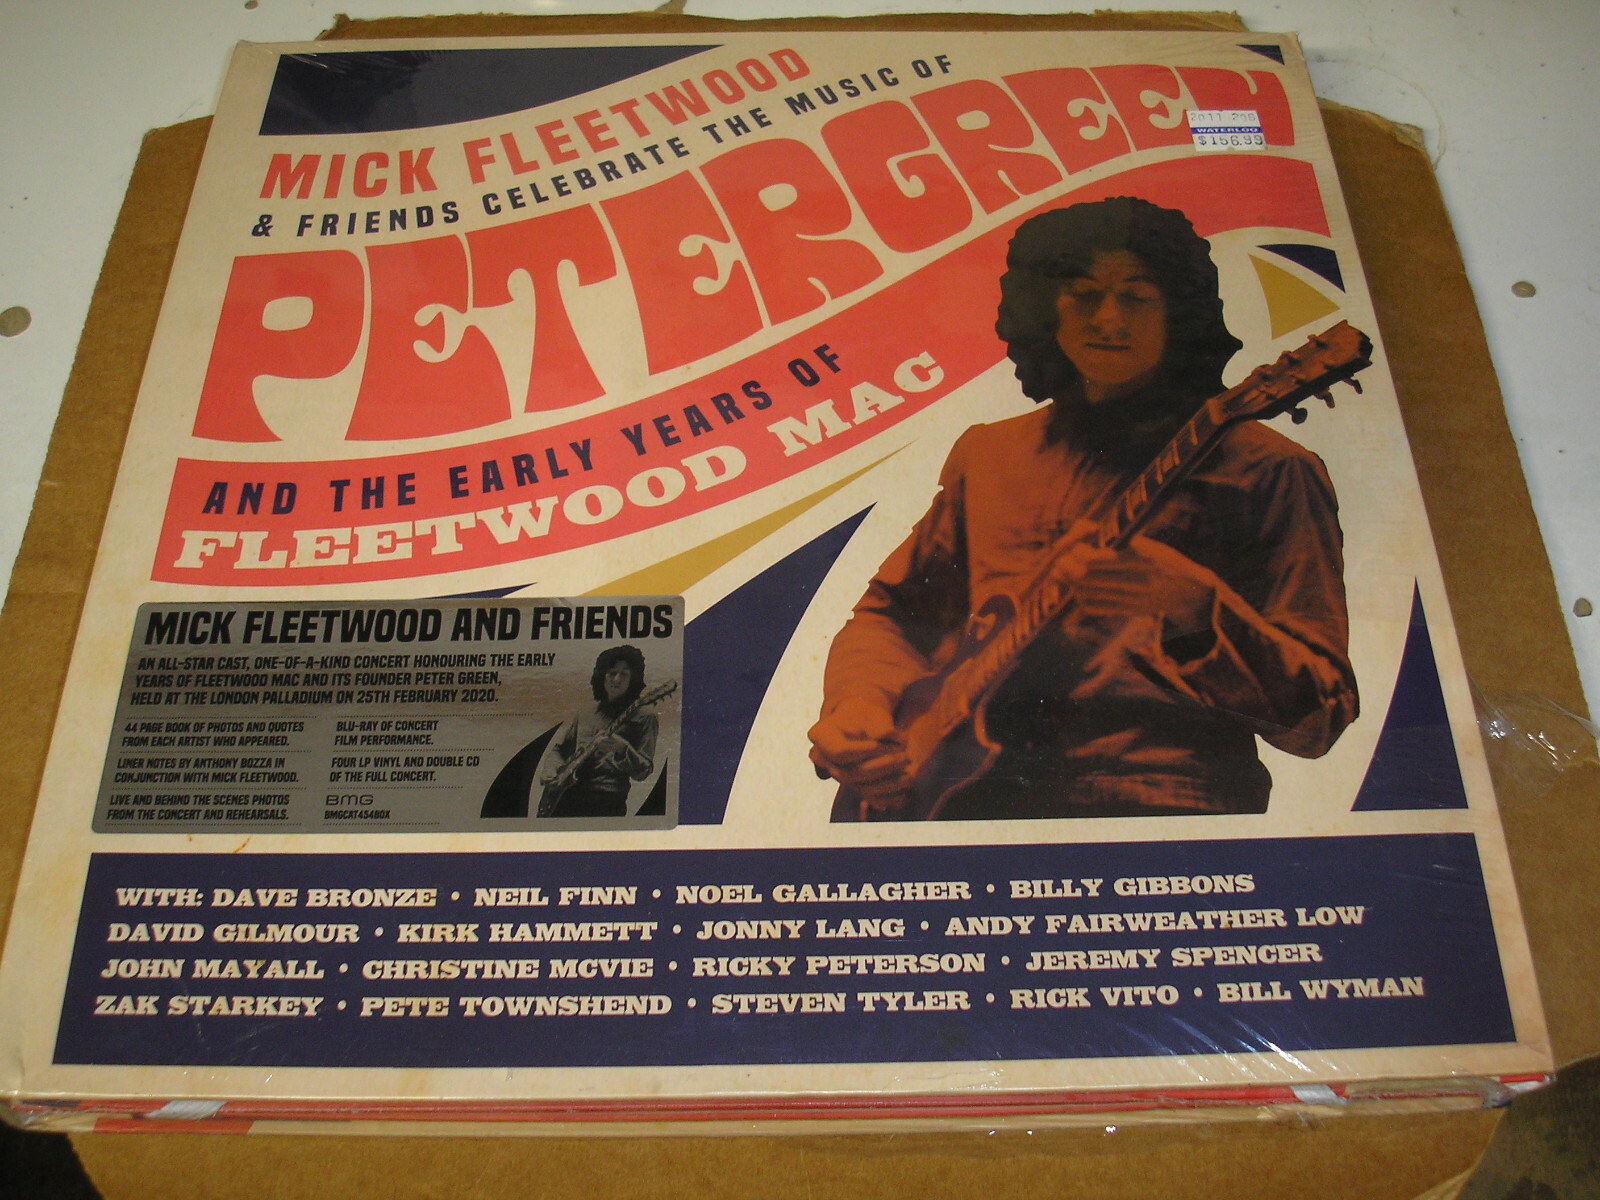 MICK FLEETWOOD
& FRIENDS CELEBRATE THE MUSIC OF
PETER GREEN
WATERLOO
$156.99
AND THE EARLY YEARS OF
FLEETWOOD MAC
MICK FLEETWOOD AND FRIENDS
AN ALL-STAR CAST, ONE-OF-A-KIND CONCERT HONOURING THE EARLY
YEARS OF FLEETWOOD MAC AND ITS FOUNDER PETER GREEN,
HELD AT THE LONDON PALLADIUM ON 25TH FEBRUARY 2020.
44 PAGE BOOK OF PHOTOS AND QUOTES
FROM EACH ARTIST WHO APPEARED.
LINER NOTES BY ANTHONY BOZZA IN
CONJUNCTION WITH MICK FLEETWOOD.
LIVE AND BEHIND THE SCENES PHOTOS
FROM THE CONCERT AND REHEARSALS.
BLU-RAY OF CONCERT
FILM PERFORMANCE.
FOUR LP VINYL AND DOUBLE CD
OF THE FULL CONCERT.
BMG
BMGCAT454BOX
WITH: DAVE BRONZE • NEIL FINN • NOEL GALLAGHER • BILLY GIBBONS
DAVID GILMOUR • KIRK HAMMETT • JONNY LANG • ANDY FAIRWEATHER LOW
JOHN MAYALL • CHRISTINE MCVIE • RICKY PETERSON • JEREMY SPENCER
ZAK STARKEY • PETE TOWNSHEND • STEVEN TYLER • RICK VITO • BILL WYMAN